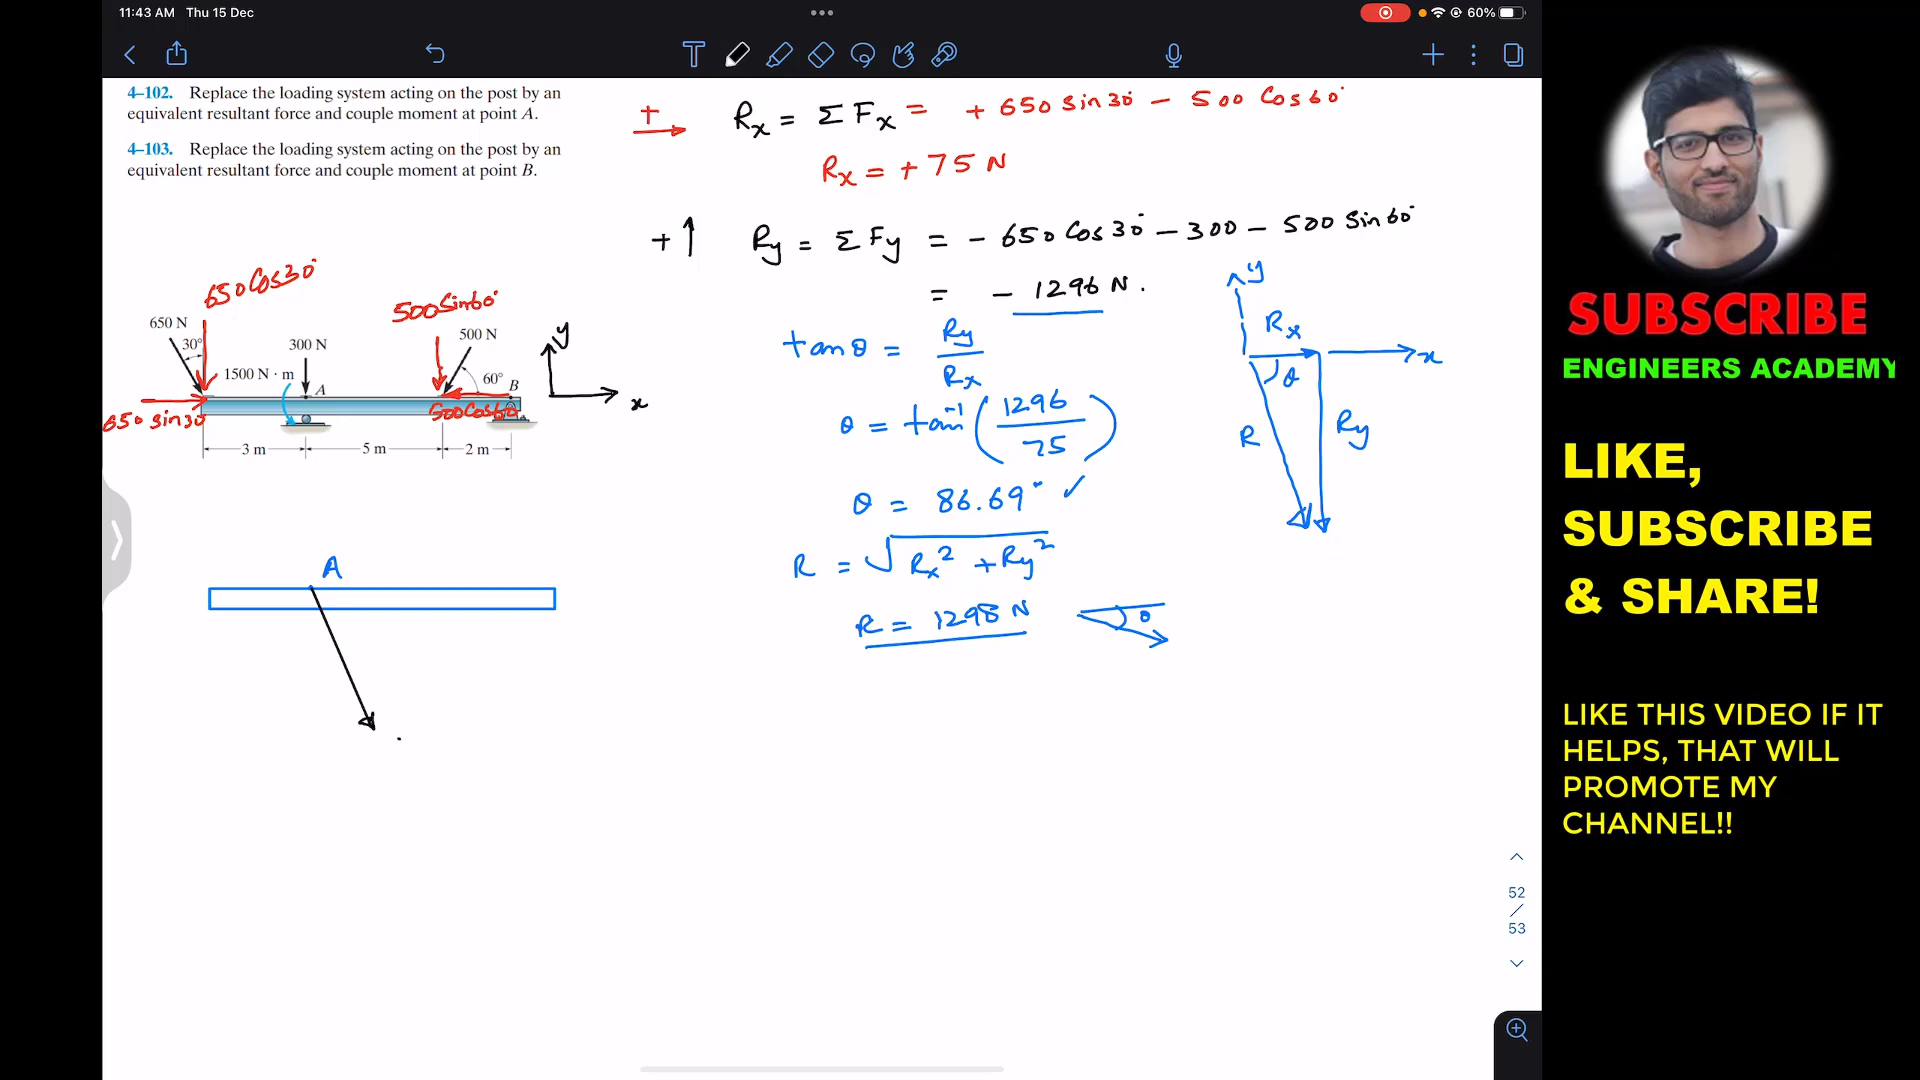 11:43 AM Thu 15 Dec
60%
4–102. Replace the loading system acting on the post by an
equivalent resultant force and couple moment at point A.
4–103. Replace the loading system acting on the post by an
equivalent resultant force and couple moment at point B.
+ Rx = ΣFx = + 650 sin 30° − 500 Cos 60°
Rx = + 75 N
+ Ry = ΣFy = − 650 Cos 30° − 300 − 500 Sin 60°
= − 1296 N.
650 Cos 30°
500 Sin 60°
650 N
30°
300 N
500 N
1500 N · m
A
60°
B
y
x
650 sin 30
500 Cos 60
3 m
5 m
2 m
tan θ = Ry / Rx
θ = tan⁻¹ (1296 / 75)
θ = 86.69° ✓
R = √Rx² + Ry²
R = 1298 N
θ
y
Rx
x
θ
R
Ry
A
52
/
53
SUBSCRIBE
ENGINEERS ACADEMY
LIKE,
SUBSCRIBE
& SHARE!
LIKE THIS VIDEO IF IT
HELPS, THAT WILL
PROMOTE MY
CHANNEL!!